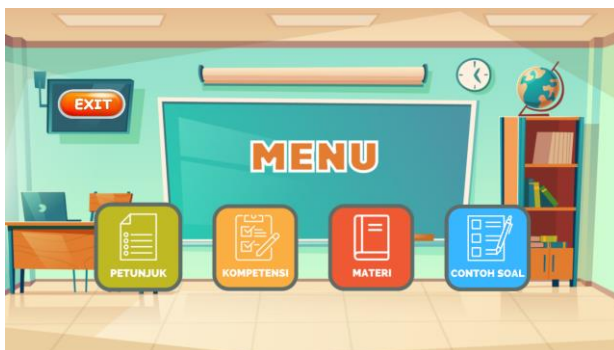 EXIT
MENU
PETUNJUK
KOMPETENSI
MATERI
CONTOH SOAL